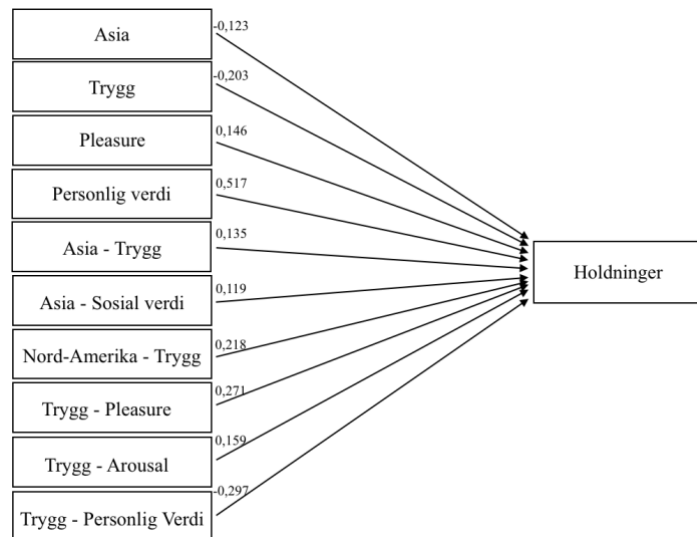 Asia
-0,123
Trygg
-0,203
Pleasure
0,146
Personlig verdi
0,517
Asia - Trygg
0,135
Asia - Sosial verdi
0,119
Nord-Amerika - Trygg
0,218
Trygg - Pleasure
0,271
Trygg - Arousal
0,159
Trygg - Personlig Verdi
-0,297
Holdninger